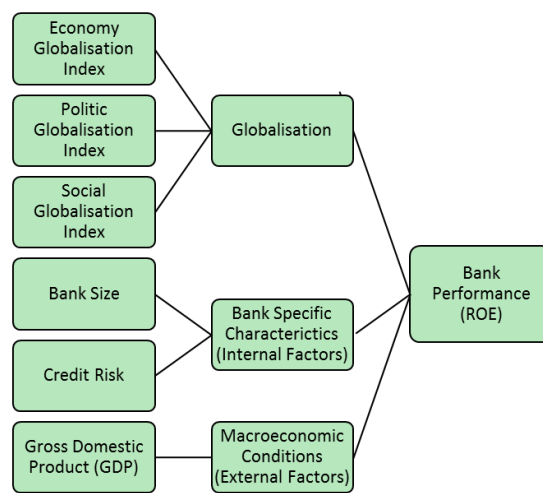 Economy
Globalisation
Index
Politic
Globalisation
Index
Social
Globalisation
Index
Bank Size
Credit Risk
Gross Domestic
Product (GDP)
Globalisation
Bank Specific
Characterictics
(Internal Factors)
Macroeconomic
Conditions
(External Factors)
Bank
Performance
(ROE)